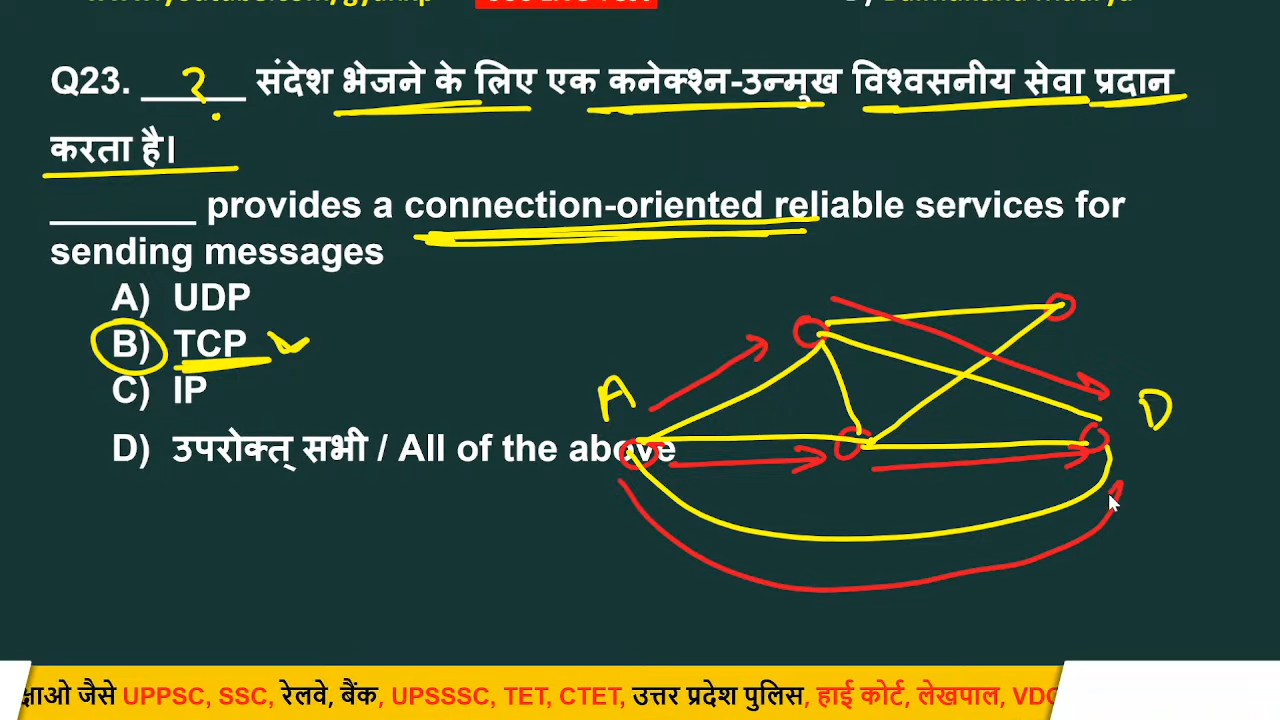 Q23. ___?___ संदेश भेजने के लिए एक कनेक्श्न-उन्मुख विश्वसनीय सेवा प्रदान
करता है।
________ provides a connection-oriented reliable services for
sending messages
A) UDP
B) TCP
C) IP
A
D
D) उपरोक्त् सभी / All of the above
जैसे UPPSC, SSC, रेलवे, बैंक, UPSSSC, TET, CTET, उत्तर प्रदेश पुलिस, हाई कोर्ट, लेखपाल,